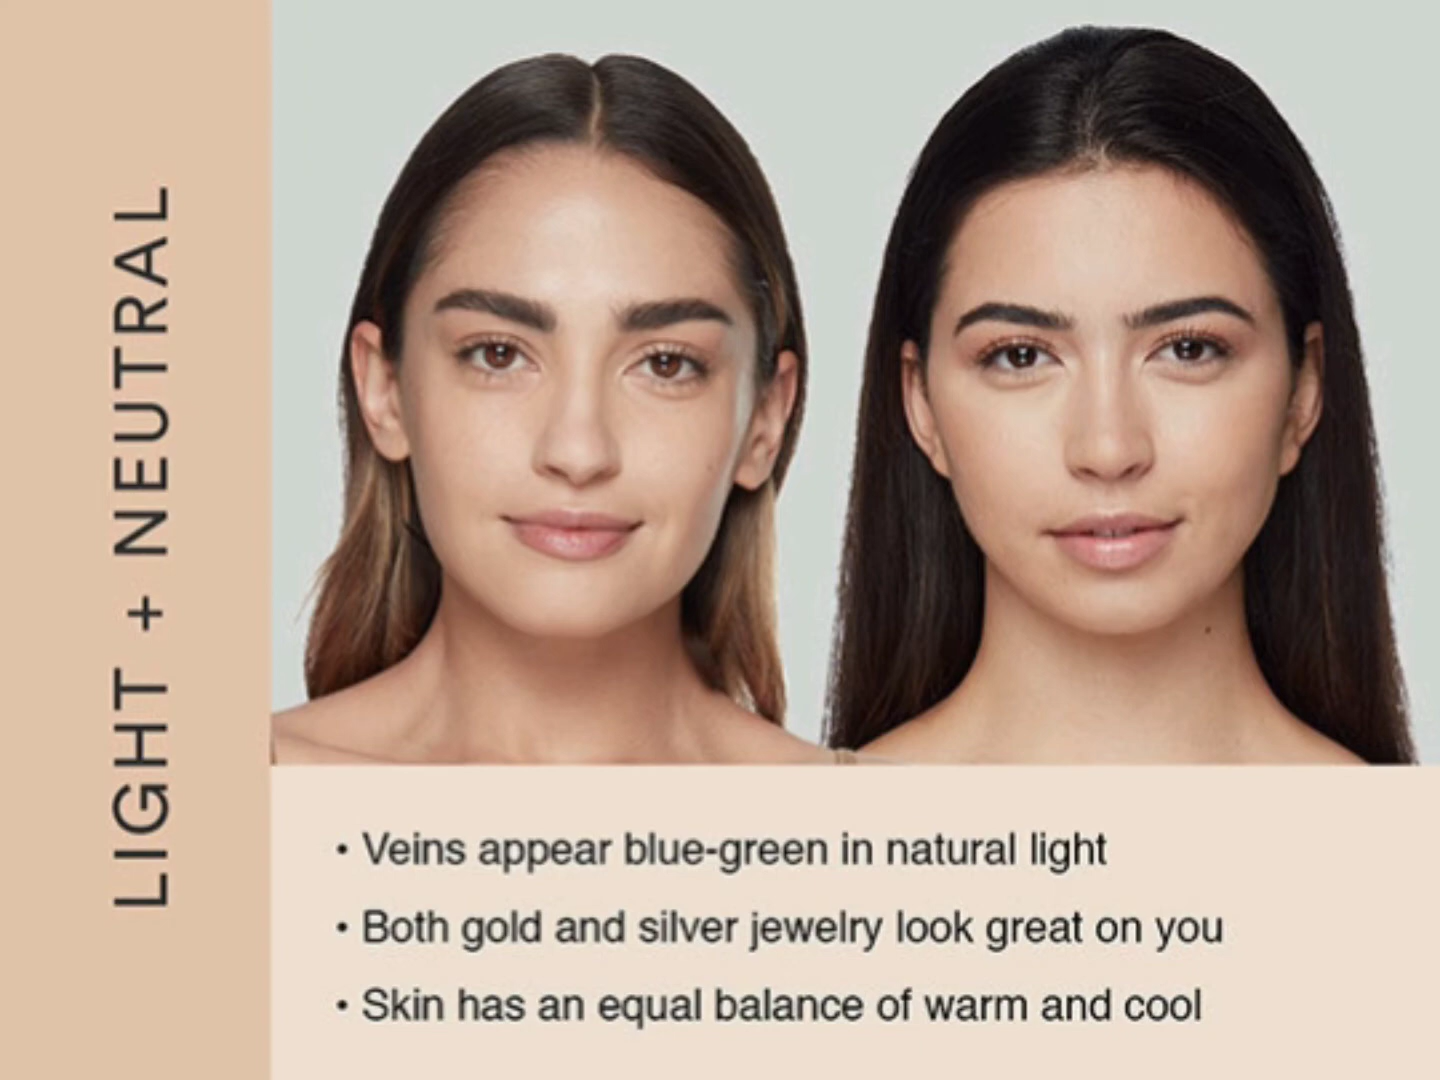 LIGHT + NEUTRAL
• Veins appear blue-green in natural light
• Both gold and silver jewelry look great on you
• Skin has an equal balance of warm and cool